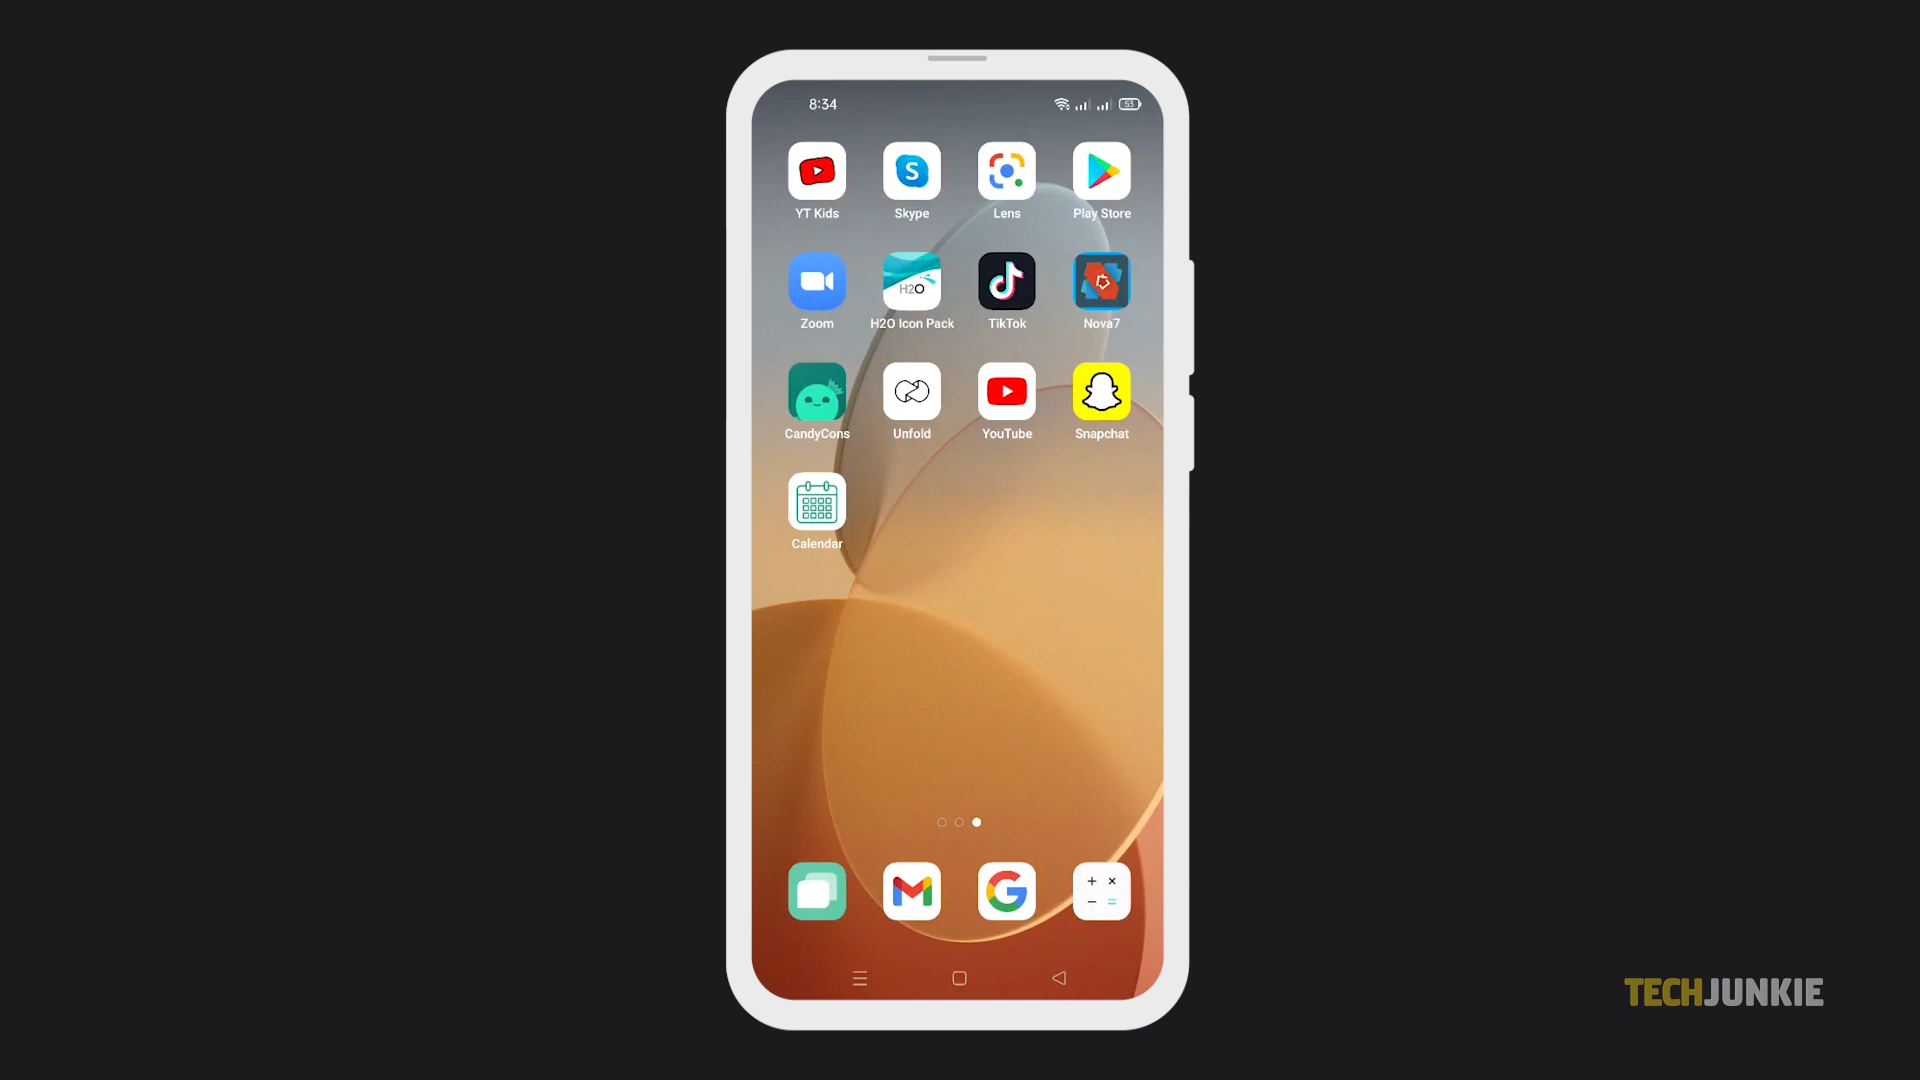 8:34
53
YT Kids
Skype
Lens
Play Store
H2O
Zoom
H2O Icon Pack
TikTok
Nova7
CandyCons
Unfold
YouTube
Snapchat
Calendar
TECHJUNKIE